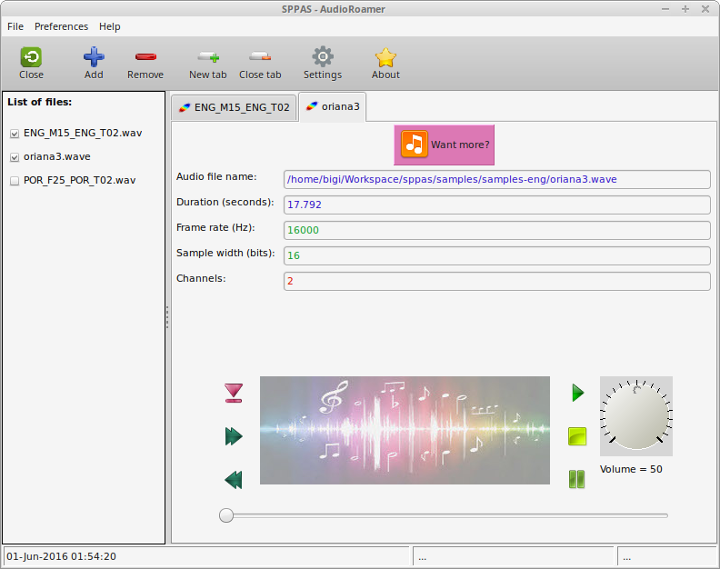 SPPAS - AudioRoamer
File Preferences Help
Close Add Remove New tab Close tab Settings About
List of files:
ENG_M15_ENG_T02.wav
oriana3.wave
POR_F25_POR_T02.wav
ENG_M15_ENG_T02 oriana3
Want more?
Audio file name: /home/bigi/Workspace/sppas/samples/samples-eng/oriana3.wave
Duration (seconds): 17.792
Frame rate (Hz): 16000
Sample width (bits): 16
Channels: 2
Volume = 50
01-Jun-2016 01:54:20 ... ...